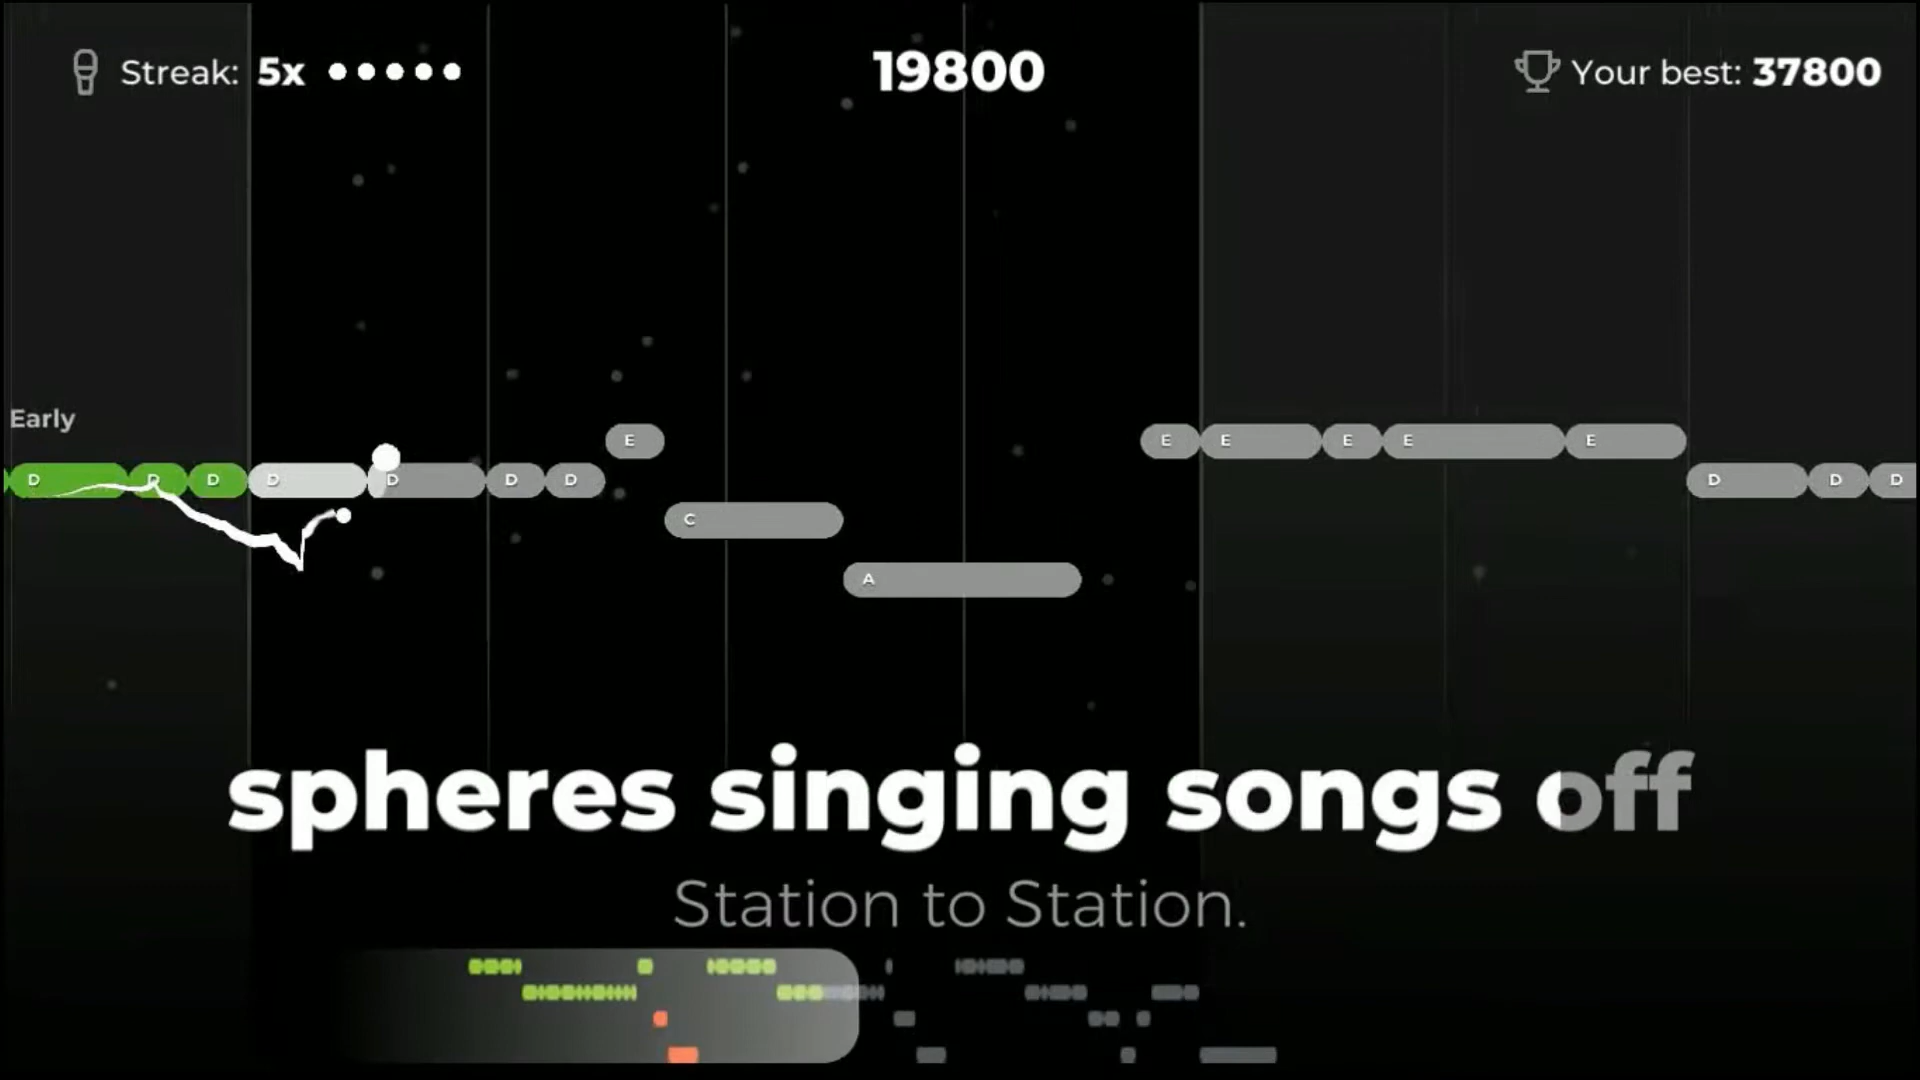 Streak: 5x
19800
Your best: 37800
Early
E
E E E E E
D D D D D D D D
D D D
C
A
spheres singing songs off
Station to Station.